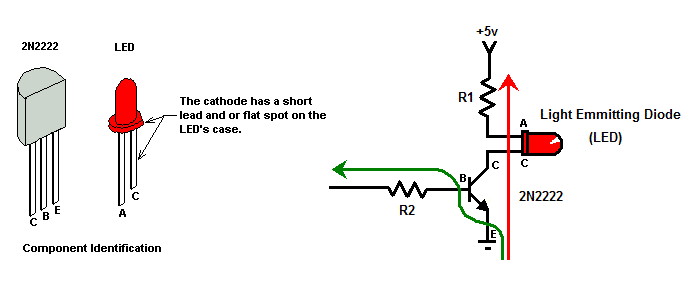 2N2222
LED
The cathode has a short
lead and or flat spot on the
LED's case.
C
B
E
A
C
Component Identification
+5v
R1
A
Light Emmitting Diode
(LED)
C
C
B
2N2222
R2
E